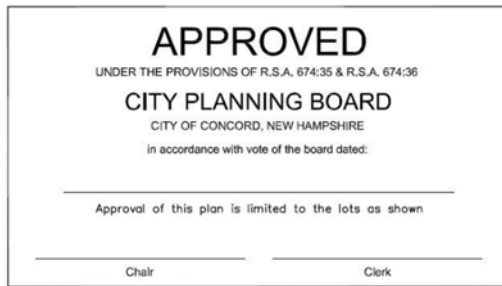 APPROVED
UNDER THE PROVISIONS OF R.S.A. 674:35 & R.S.A. 674:36
CITY PLANNING BOARD
CITY OF CONCORD, NEW HAMPSHIRE
in accordance with vote of the board dated:
Approval of this plan is limited to the lots as shown
Chair Clerk